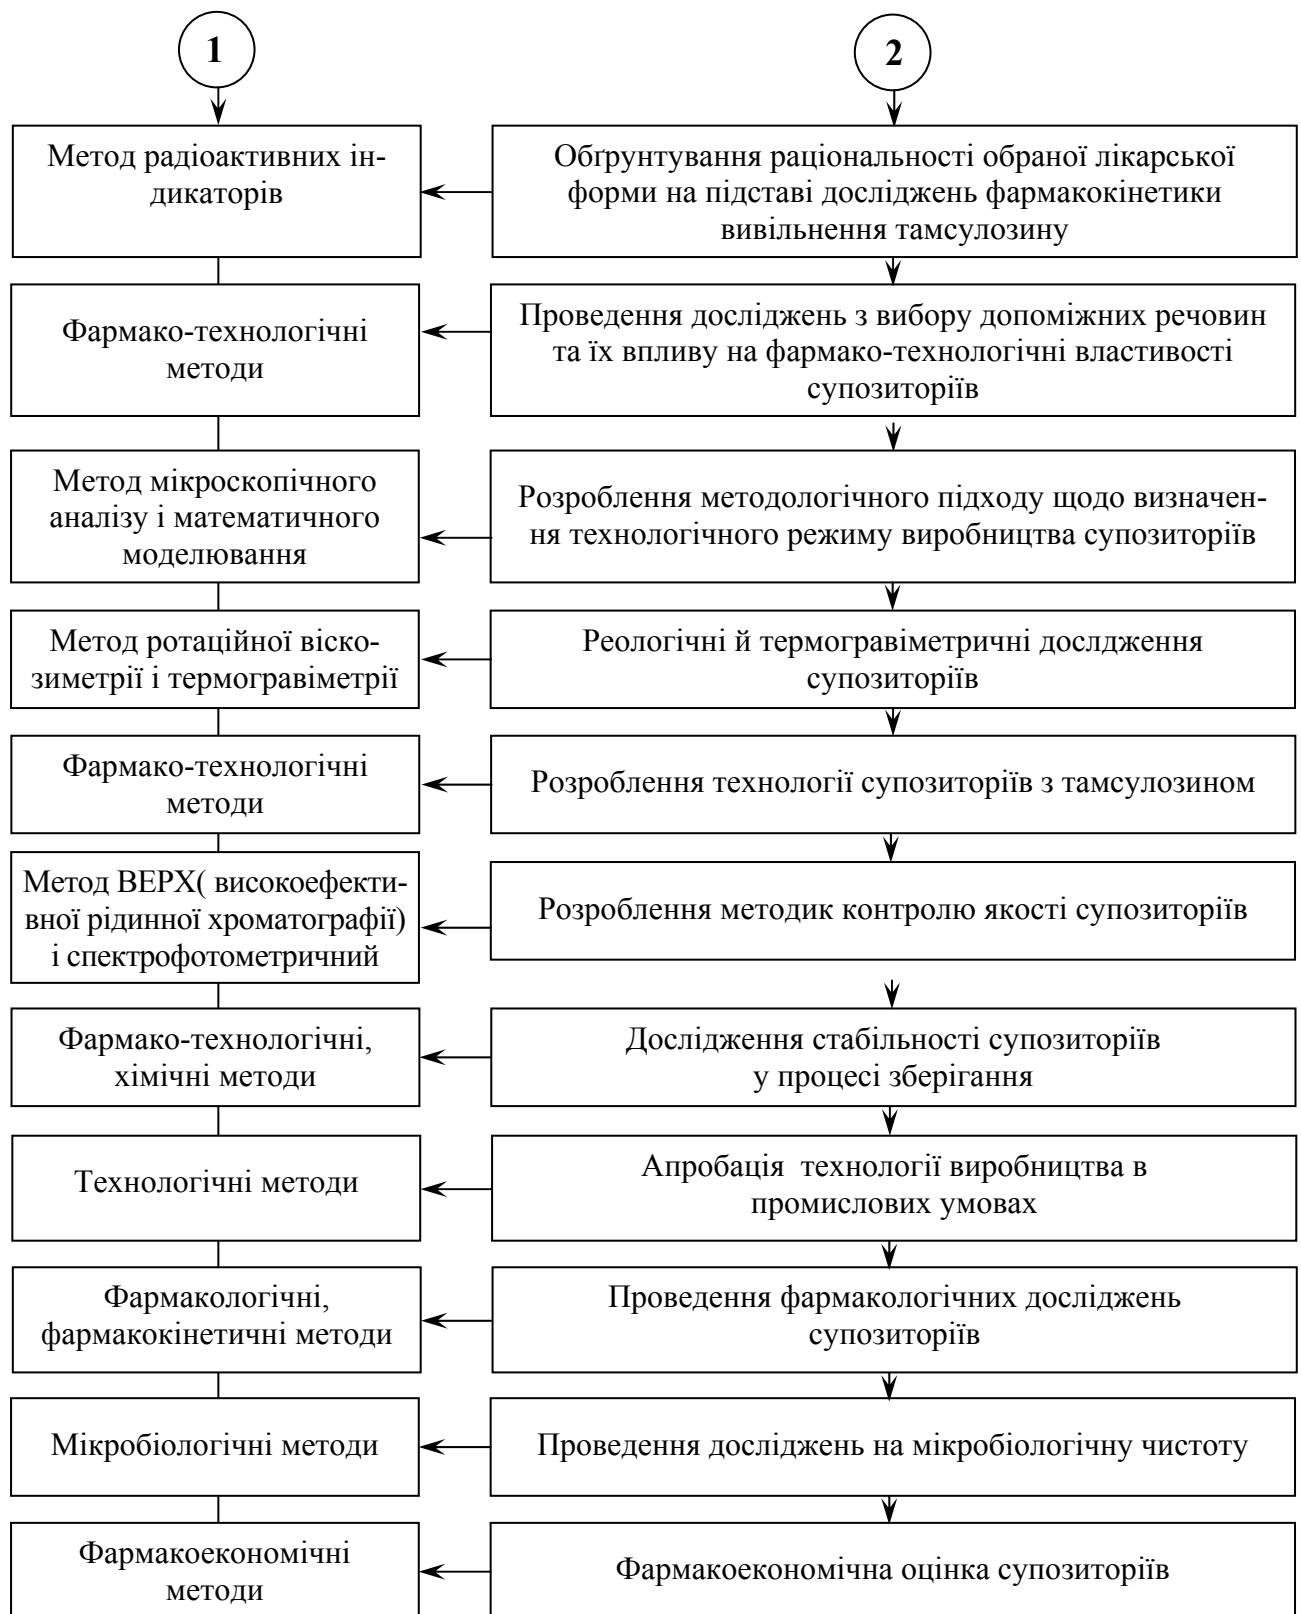 1
2
Метод радіоактивних ін-
дикаторів
Обґрунтування раціональності обраної лікарської
форми на підставі досліджень фармакокінетики
вивільнення тамсулозину
Фармако-технологічні
методи
Проведення досліджень з вибору допоміжних речовин
та їх впливу на фармако-технологічні властивості
супозиторіїв
Метод мікроскопічного
аналізу і математичного
моделювання
Розроблення методологічного підходу щодо визначен-
ня технологічного режиму виробництва супозиторіїв
Метод ротаційної віско-
зиметрії і термогравіметрії
Реологічні й термогравіметричні дослдження
супозиторіїв
Фармако-технологічні
методи
Розроблення технології супозиторіїв з тамсулозином
Метод ВЕРХ( високоефекти-
вної рідинної хроматографії)
і спектрофотометричний
Розроблення методик контролю якості супозиторіїв
Фармако-технологічні,
хімічні методи
Дослідження стабільності супозиторіїв
у процесі зберігання
Технологічні методи
Апробація  технології виробництва в
промислових умовах
Фармакологічні,
фармакокінетичні методи
Проведення фармакологічних досліджень
супозиторіїв
Мікробіологічні методи
Проведення досліджень на мікробіологічну чистоту
Фармакоекономічні
методи
Фармакоекономічна оцінка супозиторіїв